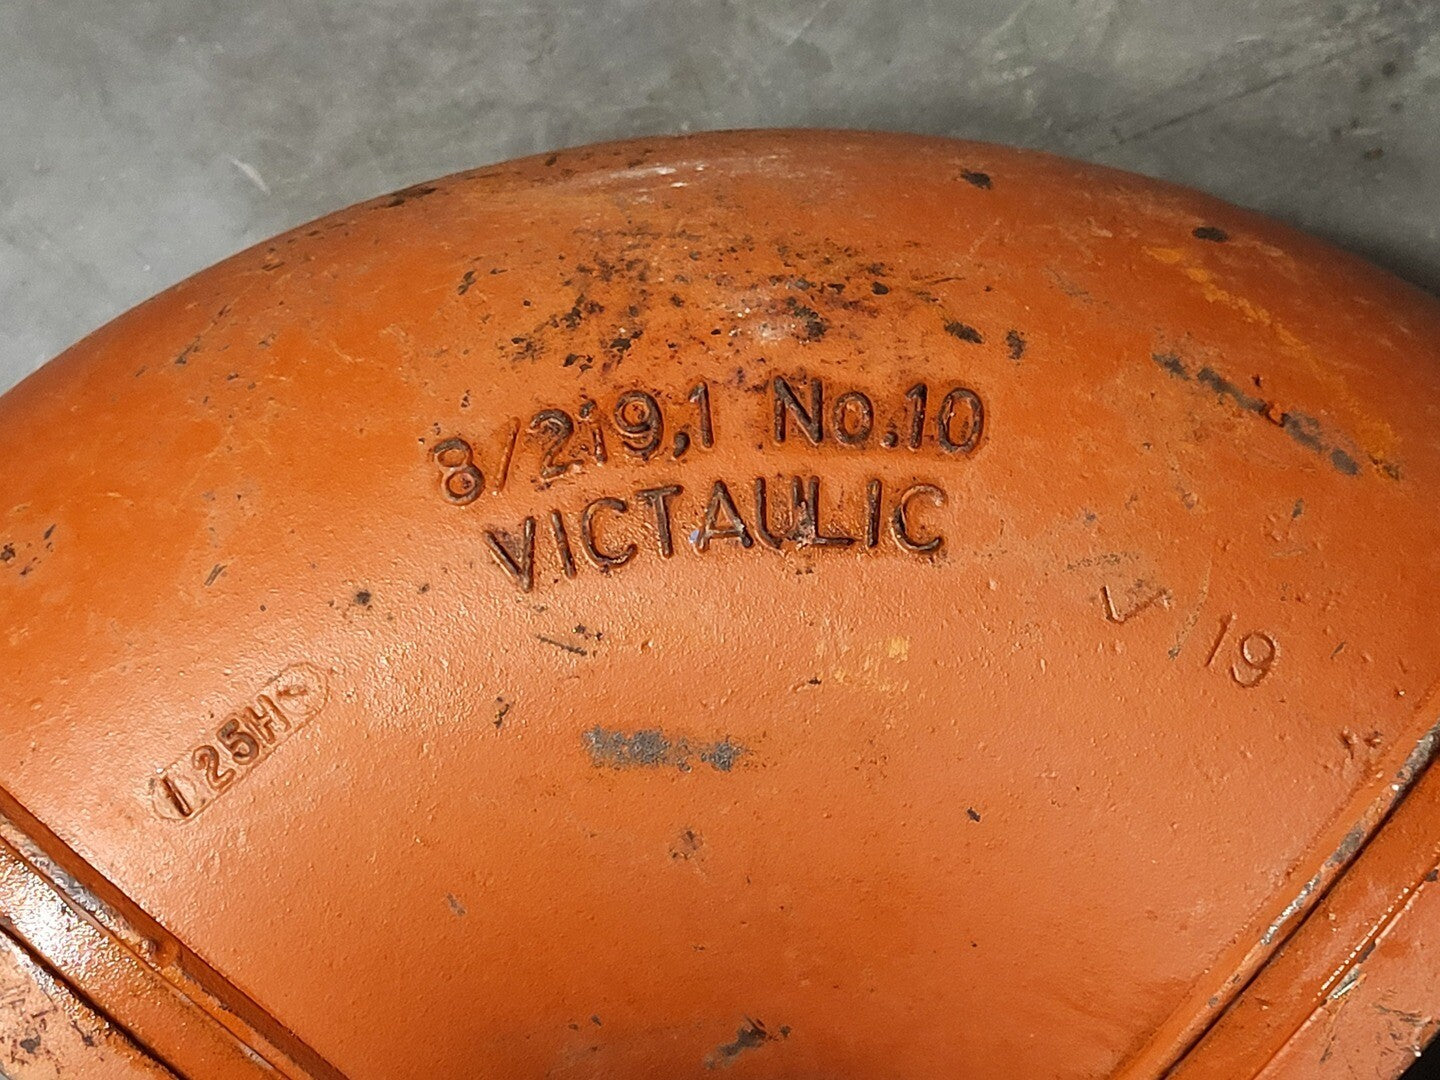 8/219,1 No.10
VICTAULIC
V /19
125H